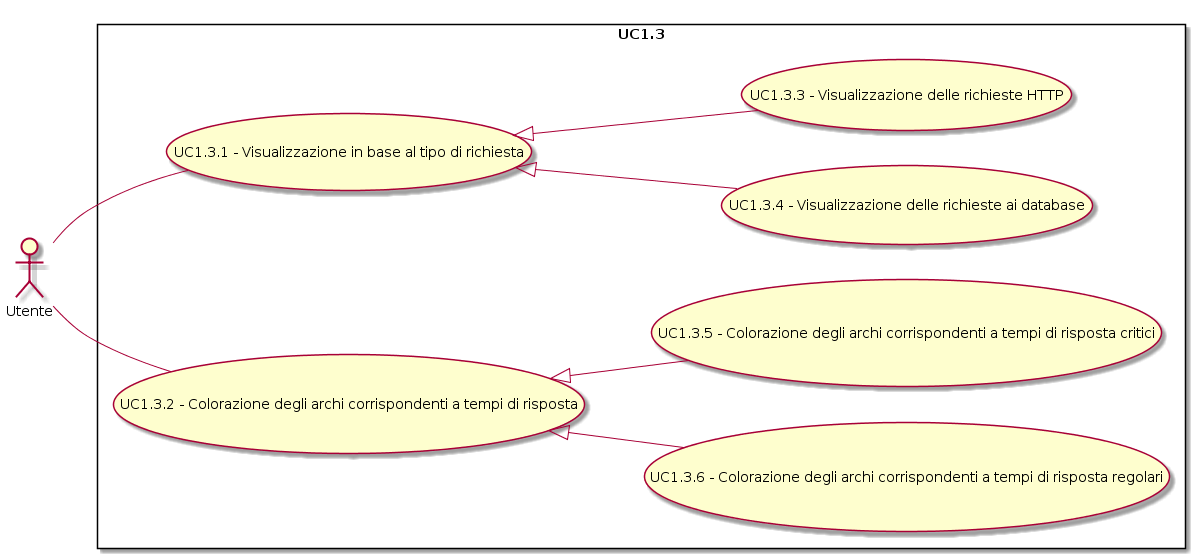 UC1.3
UC1.3.3 - Visualizzazione delle richieste HTTP
UC1.3.1 - Visualizzazione in base al tipo di richiesta
UC1.3.4 - Visualizzazione delle richieste ai database
Utente
UC1.3.5 - Colorazione degli archi corrispondenti a tempi di risposta critici
UC1.3.2 - Colorazione degli archi corrispondenti a tempi di risposta
UC1.3.6 - Colorazione degli archi corrispondenti a tempi di risposta regolari